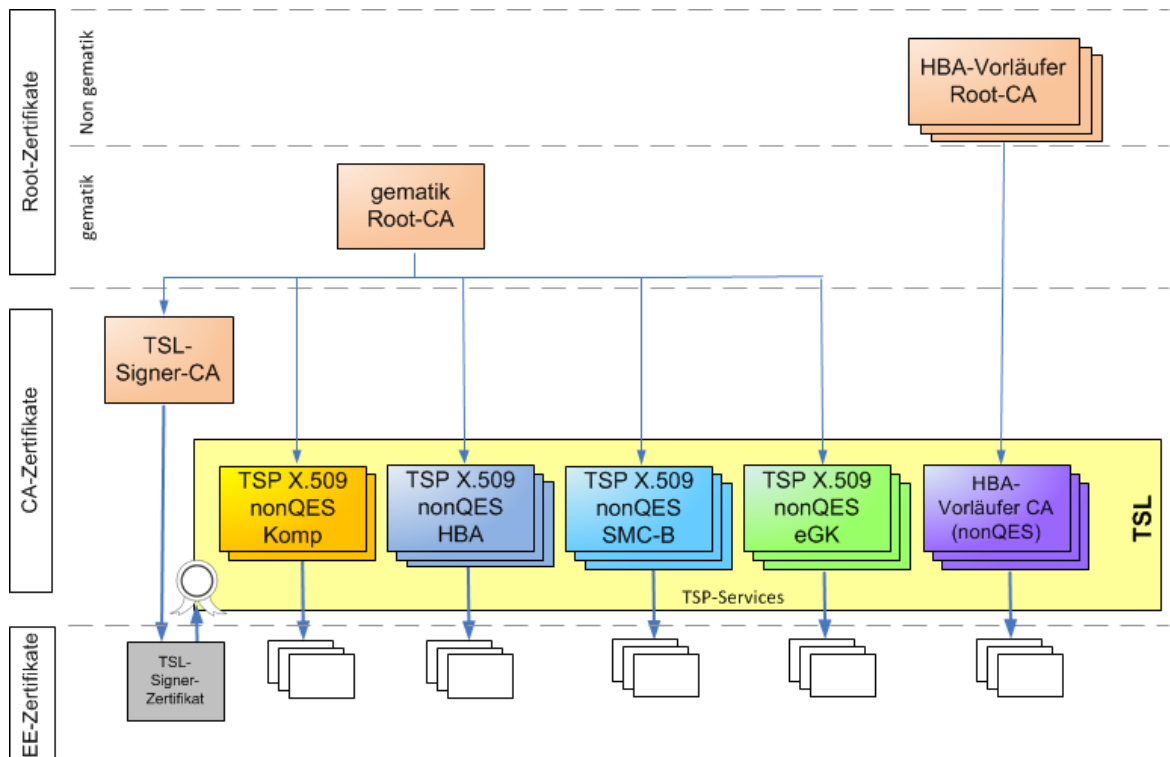 Root-Zertifikate
Non gematik
HBA-Vorläufer
Root-CA
gematik
gematik
Root-CA
CA-Zertifikate
TSL-
Signer-CA
TSP X.509
nonQES
Komp
TSP X.509
nonQES
HBA
TSP X.509
nonQES
SMC-B
TSP X.509
nonQES
eGK
HBA-
Vorläufer CA
(nonQES)
TSL
TSP-Services
EE-Zertifikate
TSL-
Signer-
Zertifikat